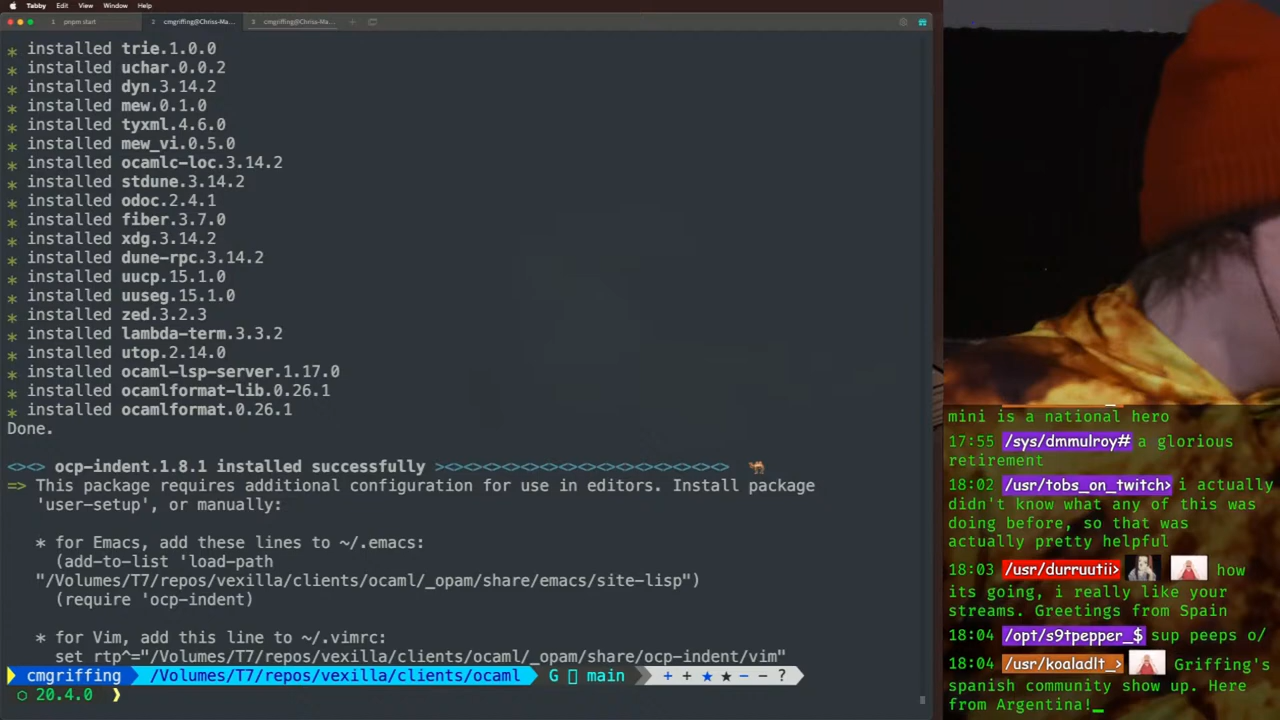 Tabby Edit View Window Help
1 pnpm start
2 cmgriffing@Chriss-Ma...
3 cmgriffing@Chriss-Ma...
* installed trie.1.0.0
* installed uchar.0.0.2
* installed dyn.3.14.2
* installed mew.0.1.0
* installed tyxml.4.6.0
* installed mew_vi.0.5.0
* installed ocamlc-loc.3.14.2
* installed stdune.3.14.2
* installed odoc.2.4.1
* installed fiber.3.7.0
* installed xdg.3.14.2
* installed dune-rpc.3.14.2
* installed uucp.15.1.0
* installed uuseg.15.1.0
* installed zed.3.2.3
* installed lambda-term.3.3.2
* installed utop.2.14.0
* installed ocaml-lsp-server.1.17.0
* installed ocamlformat-lib.0.26.1
* installed ocamlformat.0.26.1
Done.
<><> ocp-indent.1.8.1 installed successfully ><><><><><><><><><><><><><><><><> 🐫
=> This package requires additional configuration for use in editors. Install package
'user-setup', or manually:
* for Emacs, add these lines to ~/.emacs:
(add-to-list 'load-path
"/Volumes/T7/repos/vexilla/clients/ocaml/_opam/share/emacs/site-lisp")
(require 'ocp-indent)
* for Vim, add this line to ~/.vimrc:
set rtp^="/Volumes/T7/repos/vexilla/clients/ocaml/_opam/share/ocp-indent/vim"
cmgriffing /Volumes/T7/repos/vexilla/clients/ocaml G main + + ★ ★ − − ?
20.4.0 ❯
mini is a national hero
17:55 /sys/dmmulroy# a glorious
retirement
18:02 /usr/tobs_on_twitch> i actually
didn't know what any of this was
doing before, so that was
actually pretty helpful
18:03 /usr/durruutii> how
its going, i really like your
streams. Greetings from Spain
18:04 /opt/s9tpepper_$ sup peeps o/
18:04 /usr/koaladlt_> Griffing's
spanish community show up. Here
from Argentina!_